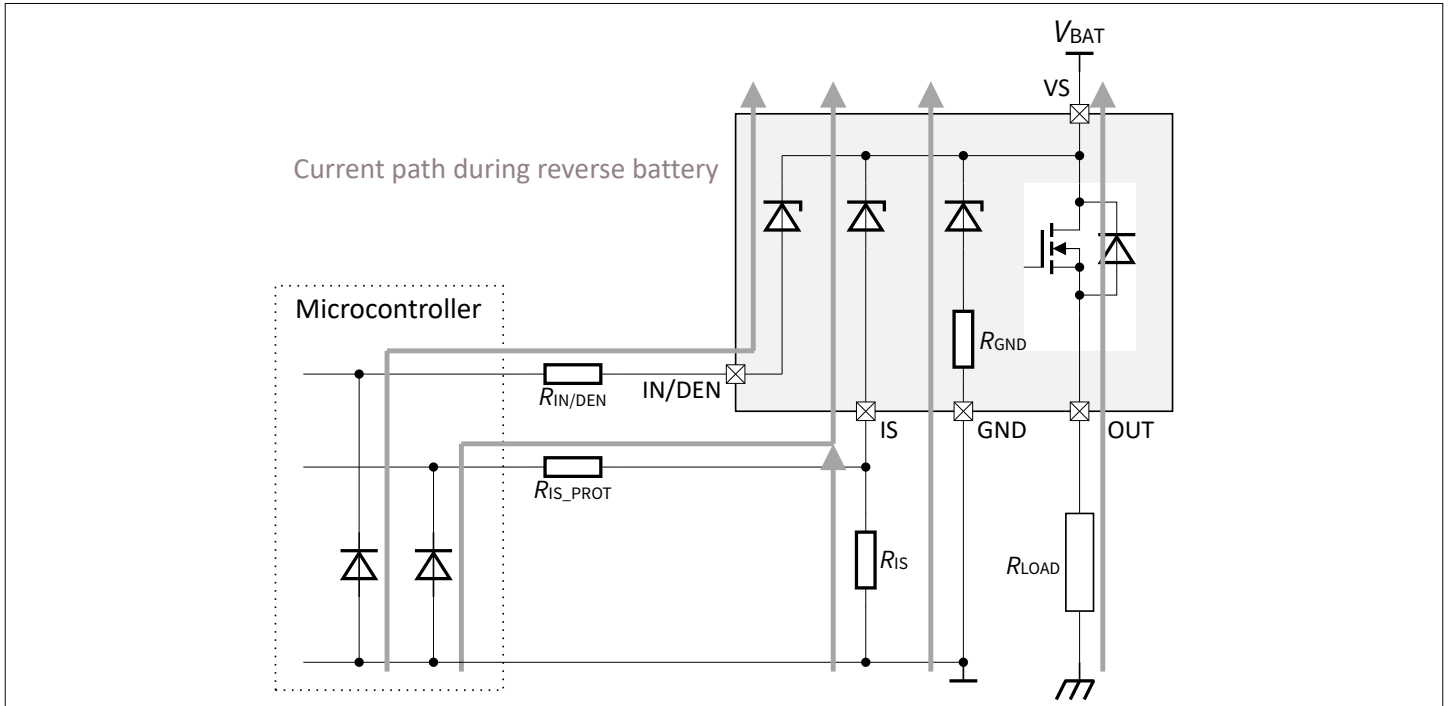 VBAT
VS
Current path during reverse battery
Microcontroller
RGND
RIN/DEN
IN/DEN
IS
GND
OUT
RIS_PROT
RIS
RLOAD